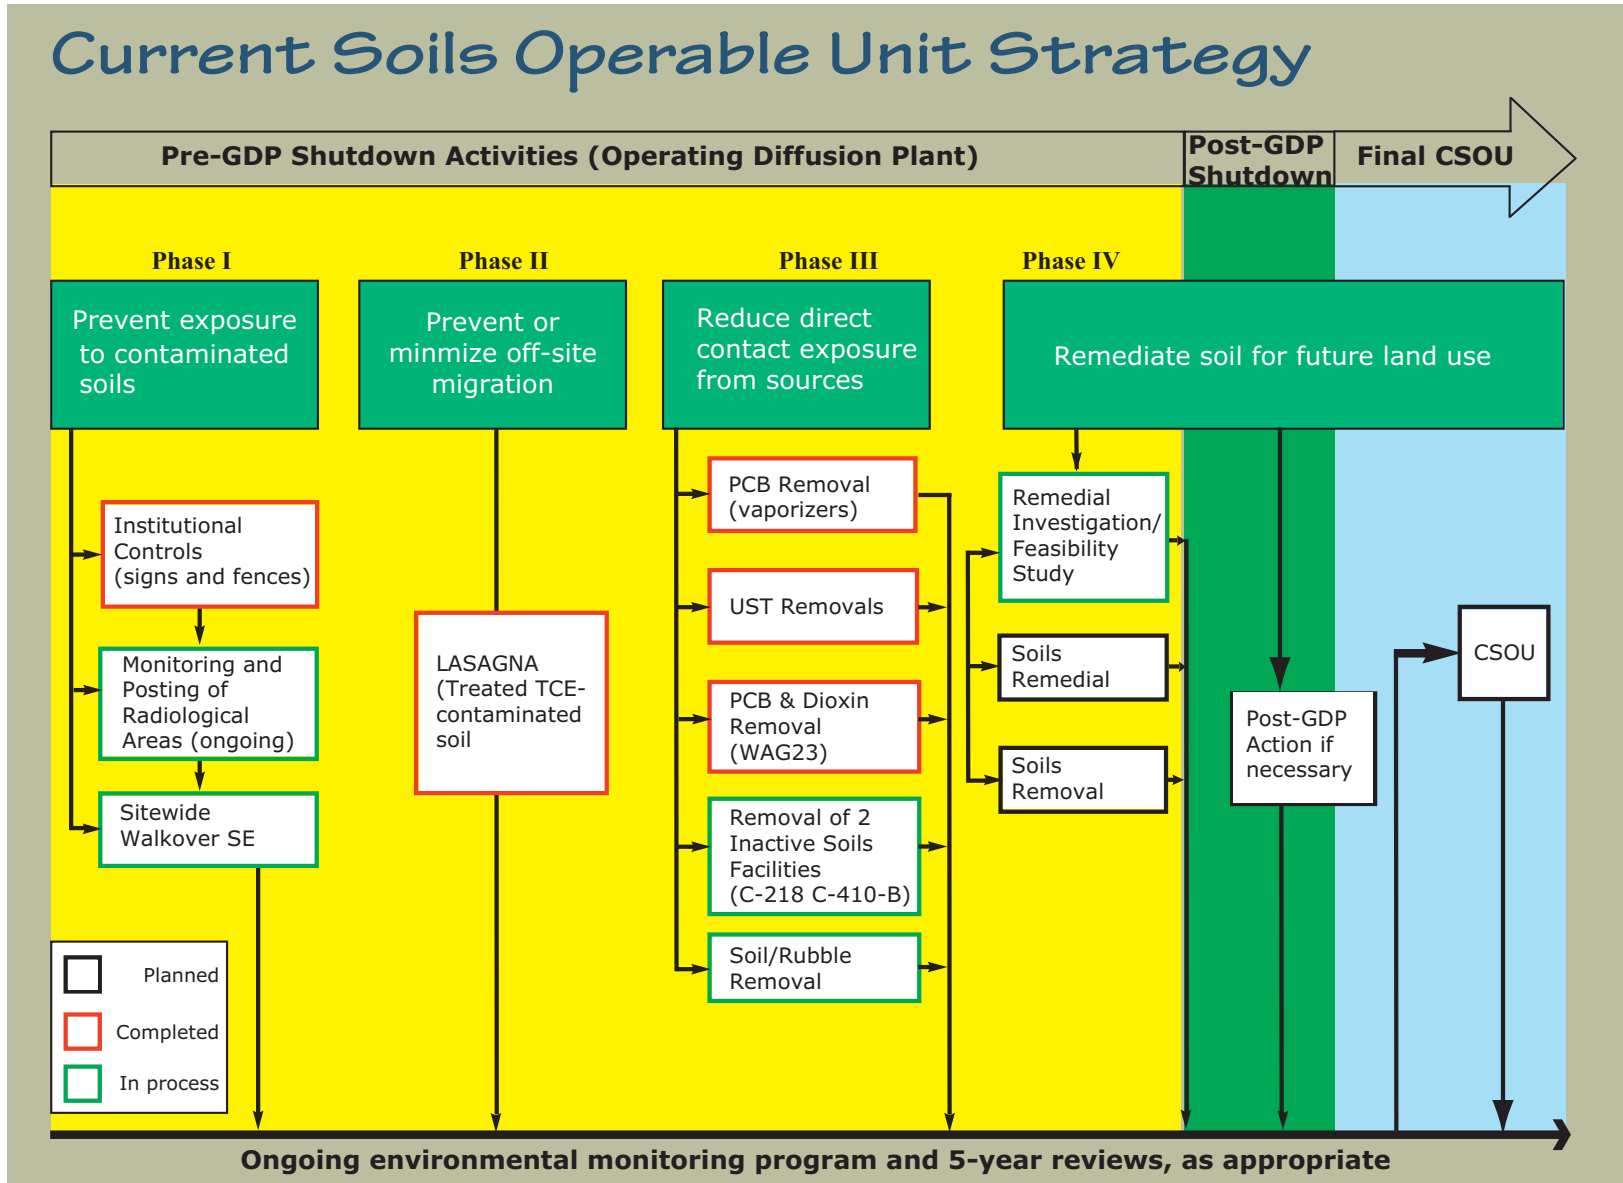 Current Soils Operable Unit Strategy
Pre-GDP Shutdown Activities (Operating Diffusion Plant)
Post-GDP
Shutdown
Final CSOU
Phase I
Prevent exposure
to contaminated
soils
Institutional
Controls
(signs and fences)
Monitoring and
Posting of
Radiological
Areas (ongoing)
Sitewide
Walkover SE
Phase II
Prevent or
minmize off-site
migration
LASAGNA
(Treated TCE-
contaminated
soil
Phase III
Reduce direct
contact exposure
from sources
PCB Removal
(vaporizers)
UST Removals
PCB & Dioxin
Removal
(WAG23)
Removal of 2
Inactive Soils
Facilities
(C-218 C-410-B)
Soil/Rubble
Removal
Phase IV
Remediate soil for future land use
Remedial
Investigation/
Feasibility
Study
Soils
Remedial
Soils
Removal
Post-GDP
Action if
necessary
CSOU
Planned
Completed
In process
Ongoing environmental monitoring program and 5-year reviews, as appropriate